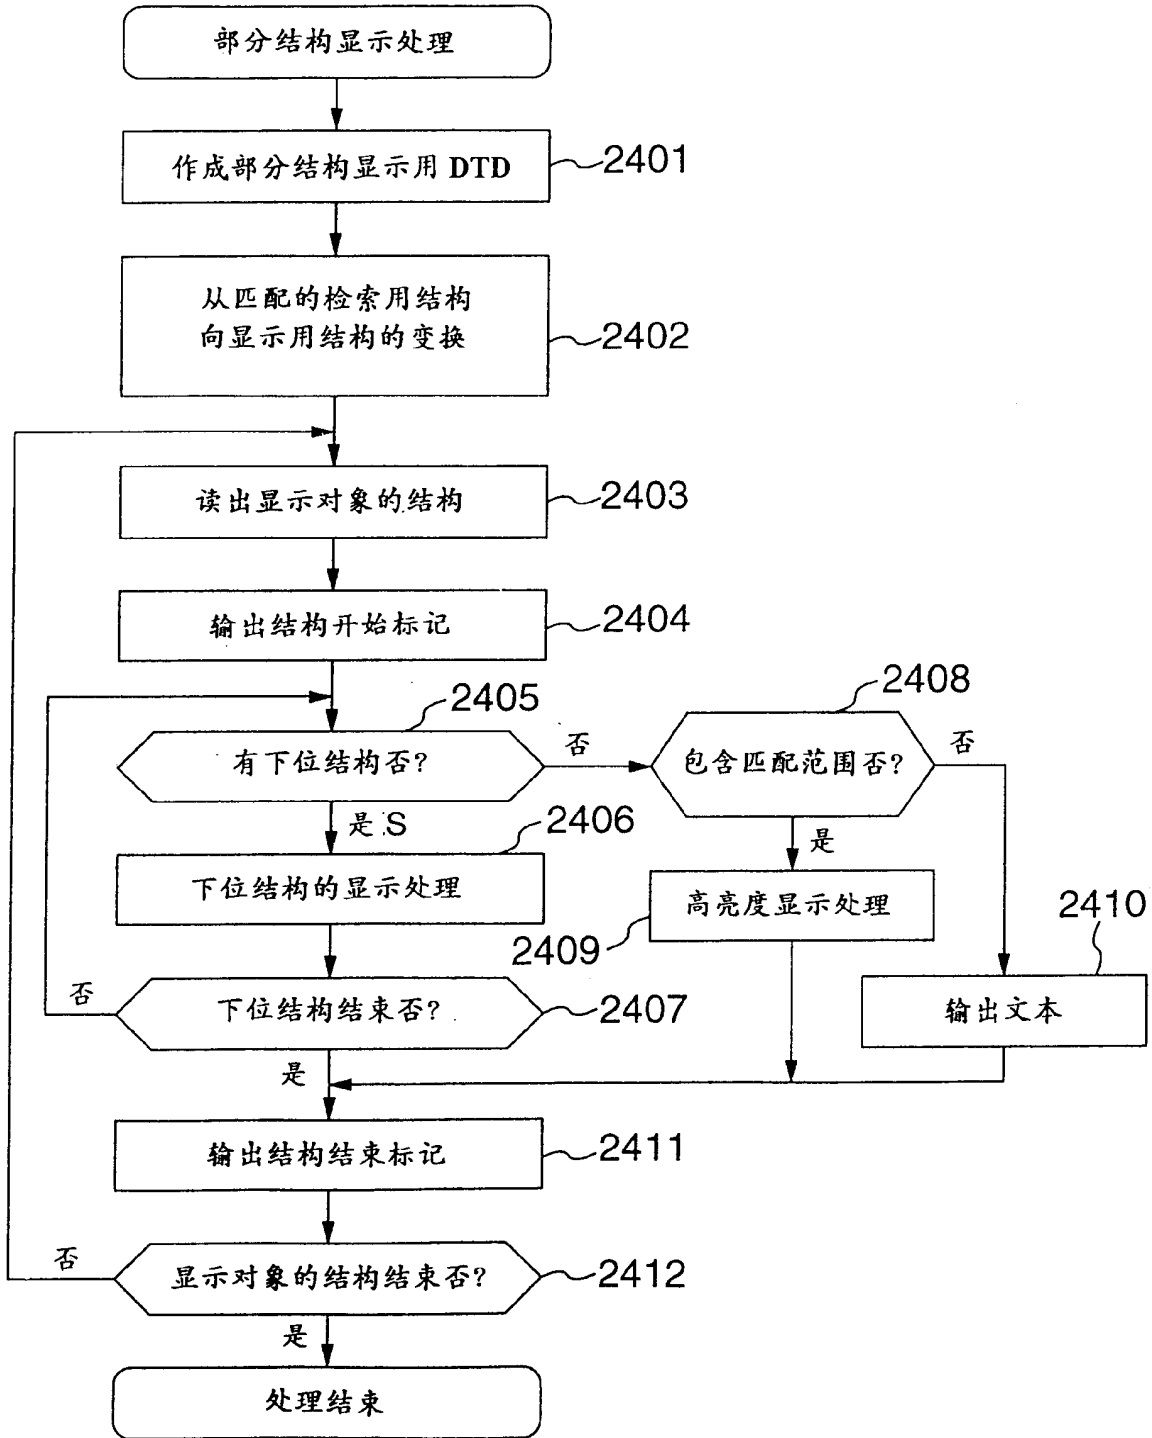 部分结构显示处理
作成部分结构显示用 DTD
2401
从匹配的检索用结构
向显示用结构的变换
2402
读出显示对象的结构
2403
输出结构开始标记
2404
2405
有下位结构否?
否
2408
包含匹配范围否?
否
是 S
2406
下位结构的显示处理
是
高亮度显示处理
2409
2410
输出文本
否
下位结构结束否?
2407
是
输出结构结束标记
2411
否
显示对象的结构结束否?
2412
是
处理结束